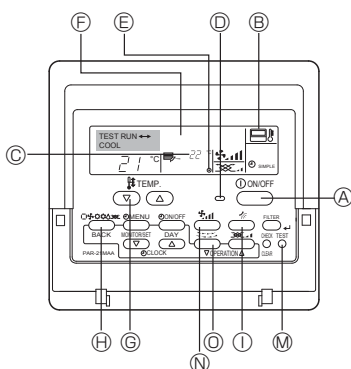 F
E
D
B
TEST RUN
COOL
C
21 °C
22 °C
SIMPLE
TEMP.
ON/OFF
A
MENU
ON/OFF
FILTER
BACK
MONITOR/SET
DAY
CHECK
TEST
PAR-21MAA
CLOCK
OPERATION
CLEAR
H
G
O
I
M
N